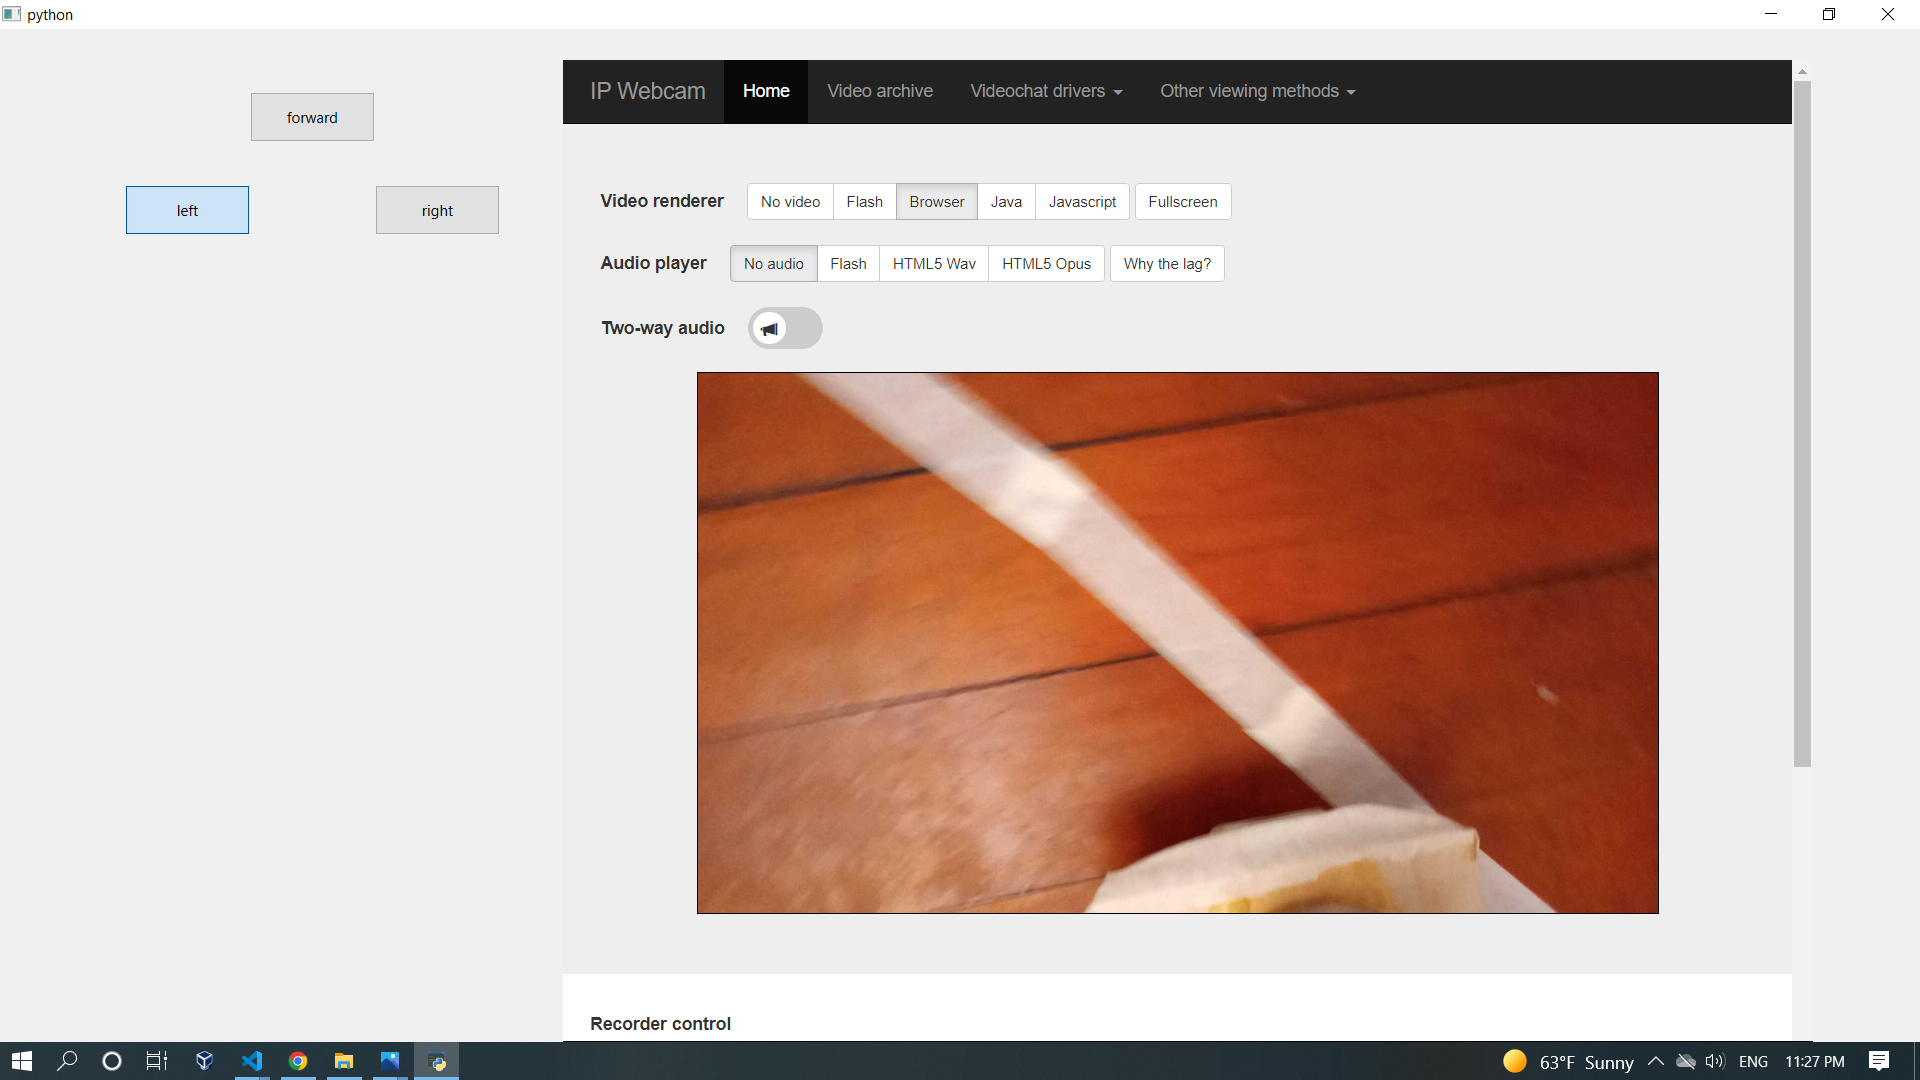 python
forward
left
right
IP Webcam Home Video archive Videochat drivers Other viewing methods
Video renderer No video Flash Browser Java Javascript Fullscreen
Audio player No audio Flash HTML5 Wav HTML5 Opus Why the lag?
Two-way audio
Recorder control
63°F Sunny ENG 11:27 PM